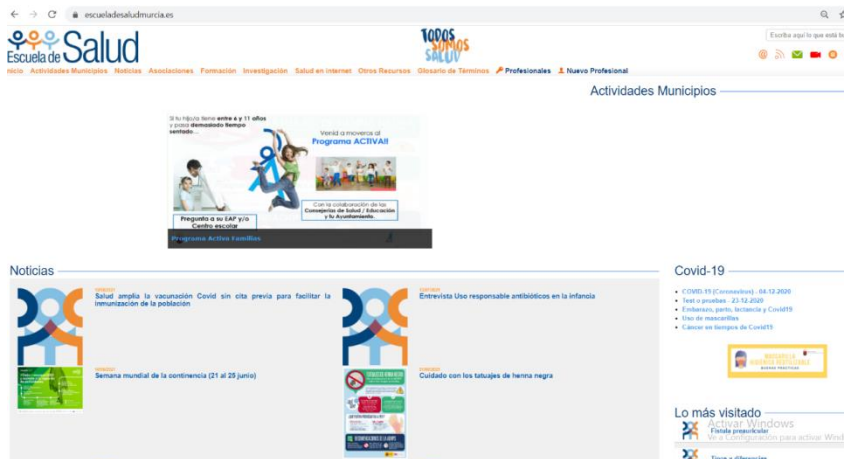 escueladesaludmurcia.es
Escuela de Salud
TODOS
SOMOS
SALUD
Escriba aquí lo que está
nicio Actividades Municipios Noticias Asociaciones Formación Investigación Salud en internet Otros Recursos Glosario de Términos Profesionales Nuevo Profesional
Actividades Municipios
Si tu hijo/a tiene entre 6 y 11 años
y pasa demasiado tiempo
sentado...
Venid a moveros al
Programa ACTIVA!!
Pregunta a su EAP y/o
Centro escolar
Con la colaboración de las
Consejerías de Salud / Educación
y tu Ayuntamiento.
Programa Activa Familias
Noticias
Salud amplía la vacunación Covid sin cita previa para facilitar la
inmunización de la población
Entrevista Uso responsable antibióticos en la infancia
Semana mundial de la continencia (21 al 25 junio)
Cuidado con los tatuajes de henna negra
Covid-19
COVID-19 (Coronavirus) - 04-12-2020
Test o pruebas - 23-12-2020
Embarazo, parto, lactancia y Covid19
Uso de mascarillas
Cáncer en tiempos de Covid19
BUENAS PRÁCTICAS
Lo más visitado
Activar Windows
Fístula preauricular
Ve a Configuración para activar Wind